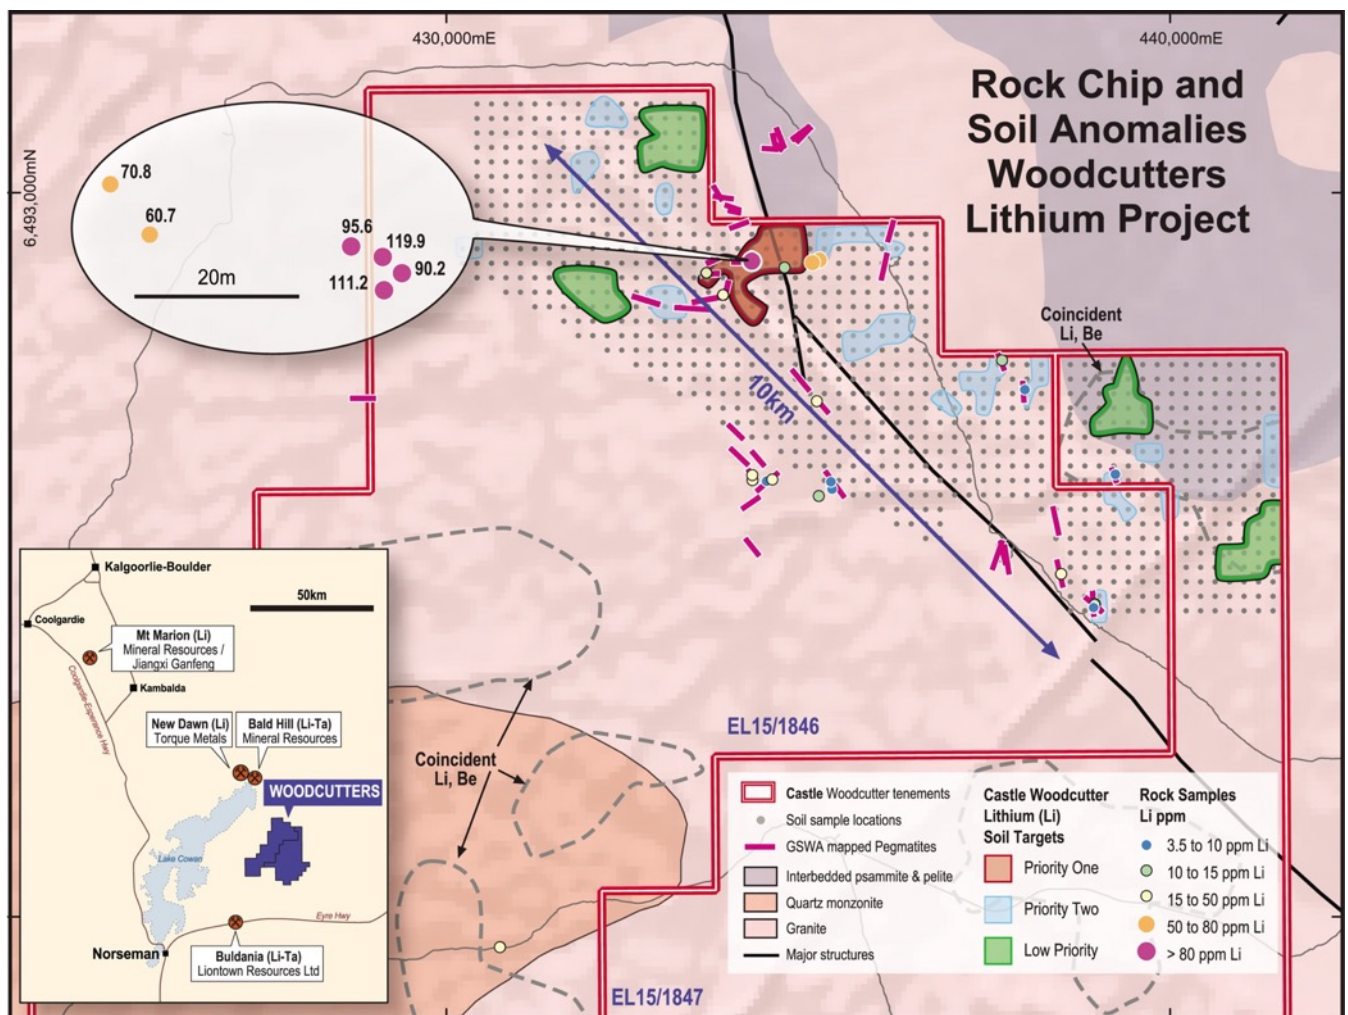 430,000mE
440,000mE
6,493,000mN
Rock Chip and
Soil Anomalies
Woodcutters
Lithium Project
70.8
60.7
95.6
119.9
90.2
111.2
20m
Coincident
Li, Be
10km
Kalgoorlie-Boulder
50km
Coolgardie
Mt Marion (Li)
Mineral Resources /
Jiangxi Ganfeng
Kambalda
Coolgardie-Esperance Hwy
New Dawn (Li)
Torque Metals
Bald Hill (Li-Ta)
Mineral Resources
WOODCUTTERS
Lake Cowan
Eyre Hwy
Norseman
Buldania (Li-Ta)
Liontown Resources Ltd
Coincident
Li, Be
EL15/1846
EL15/1847
Castle Woodcutter tenements
Soil sample locations
GSWA mapped Pegmatites
Interbedded psammite & pelite
Quartz monzonite
Granite
Major structures
Castle Woodcutter
Lithium (Li)
Soil Targets
Priority One
Priority Two
Low Priority
Rock Samples
Li ppm
3.5 to 10 ppm Li
10 to 15 ppm Li
15 to 50 ppm Li
50 to 80 ppm Li
> 80 ppm Li